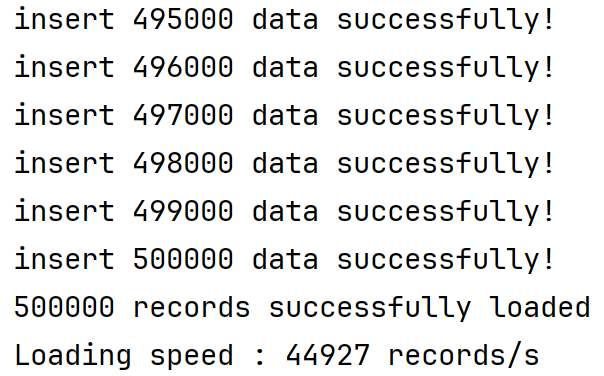 insert 495000 data successfully!
insert 496000 data successfully!
insert 497000 data successfully!
insert 498000 data successfully!
insert 499000 data successfully!
insert 500000 data successfully!
500000 records successfully loaded
Loading speed : 44927 records/s